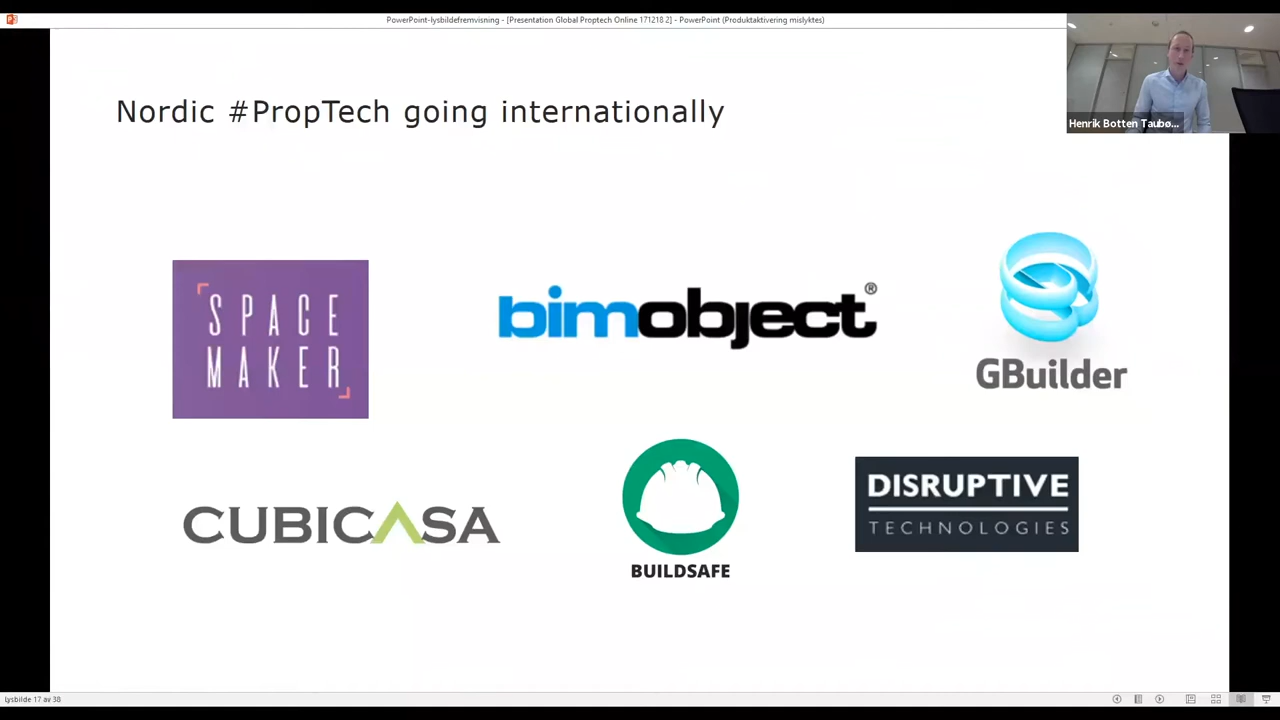 PowerPoint-lysbildefremvisning - [Presentation Global Proptech Online 171218 2] - PowerPoint (Produktaktivering mislyktes)
Henrik Botten Taubø...
Nordic #PropTech going internationally
SPACE
MAKER
bimobject®
GBuilder
CUBICASA
BUILDSAFE
DISRUPTIVE
TECHNOLOGIES
Lysbilde 17 av 38